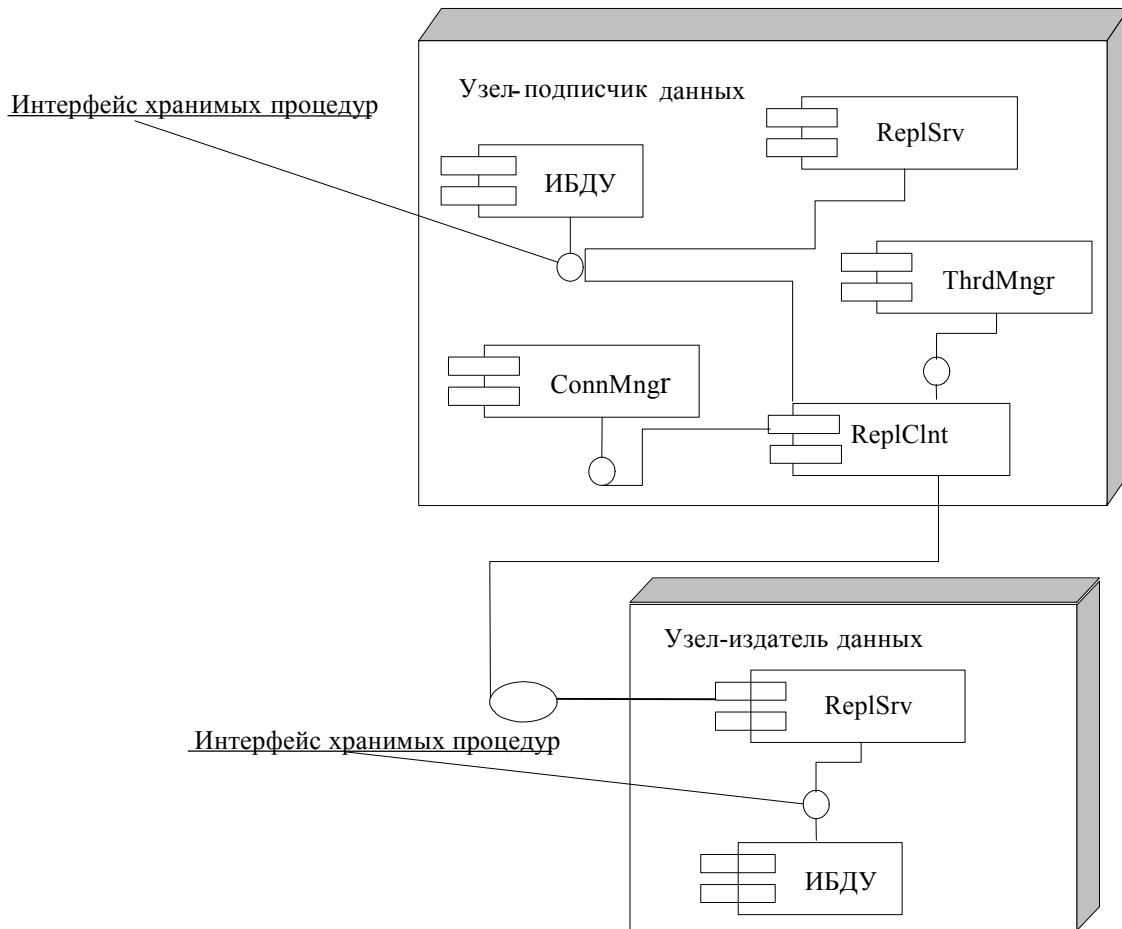 Узел-подписчик данных
Интерфейс хранимых процедур
ReplSrv
ИБДУ
ThrdMngr
ConnMngr
ReplClnt
Узел-издатель данных
ReplSrv
Интерфейс хранимых процедур
ИБДУ